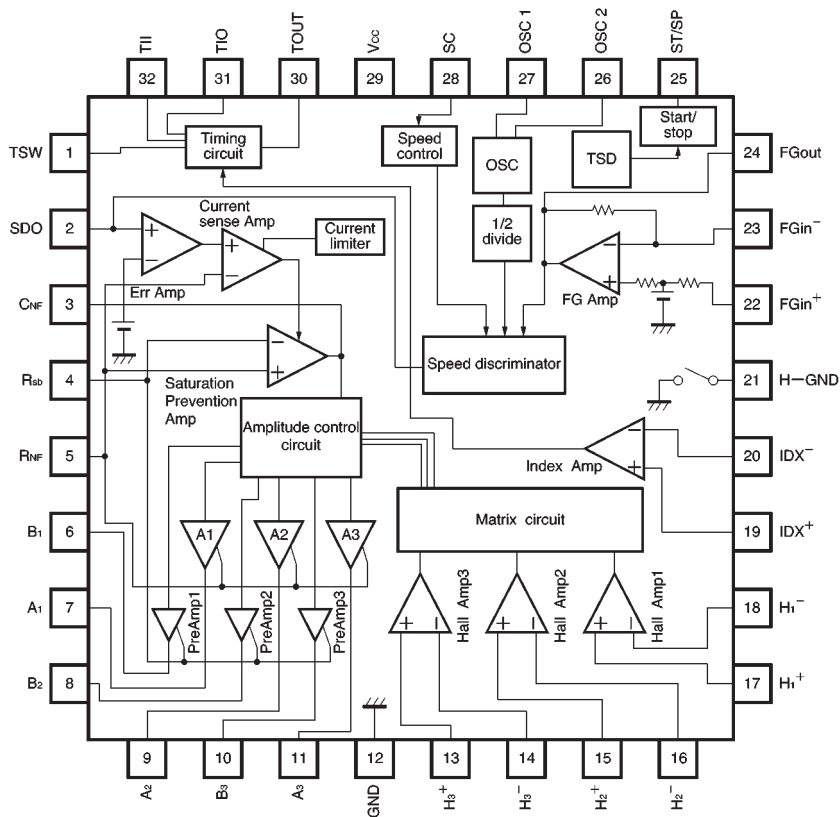 TII
TIO
TOUT
Vcc
SC
OSC 1
OSC 2
ST/SP
32
31
30
29
28
27
26
25
TSW
1
Timing
circuit
Speed
control
OSC
TSD
Start/
stop
24
FGout
SDO
2
Current
sense Amp
Current
limiter
1/2
divide
23
FGin−
+
−
Err Amp
+
−
−
+
FG Amp
CNF
3
22
FGin+
Rsb
4
−
+
Saturation
Prevention
Amp
Speed discriminator
21
H−GND
RNF
5
Amplitude control
circuit
−
+
Index Amp
20
IDX−
B1
6
A1
A2
A3
Matrix circuit
19
IDX+
A1
7
PreAmp1
PreAmp2
PreAmp3
+ −
Hall Amp3
+ −
Hall Amp2
+ −
Hall Amp1
18
H1−
B2
8
17
H1+
9
10
11
12
13
14
15
16
A2
B3
A3
GND
H3+
H3−
H2+
H2−